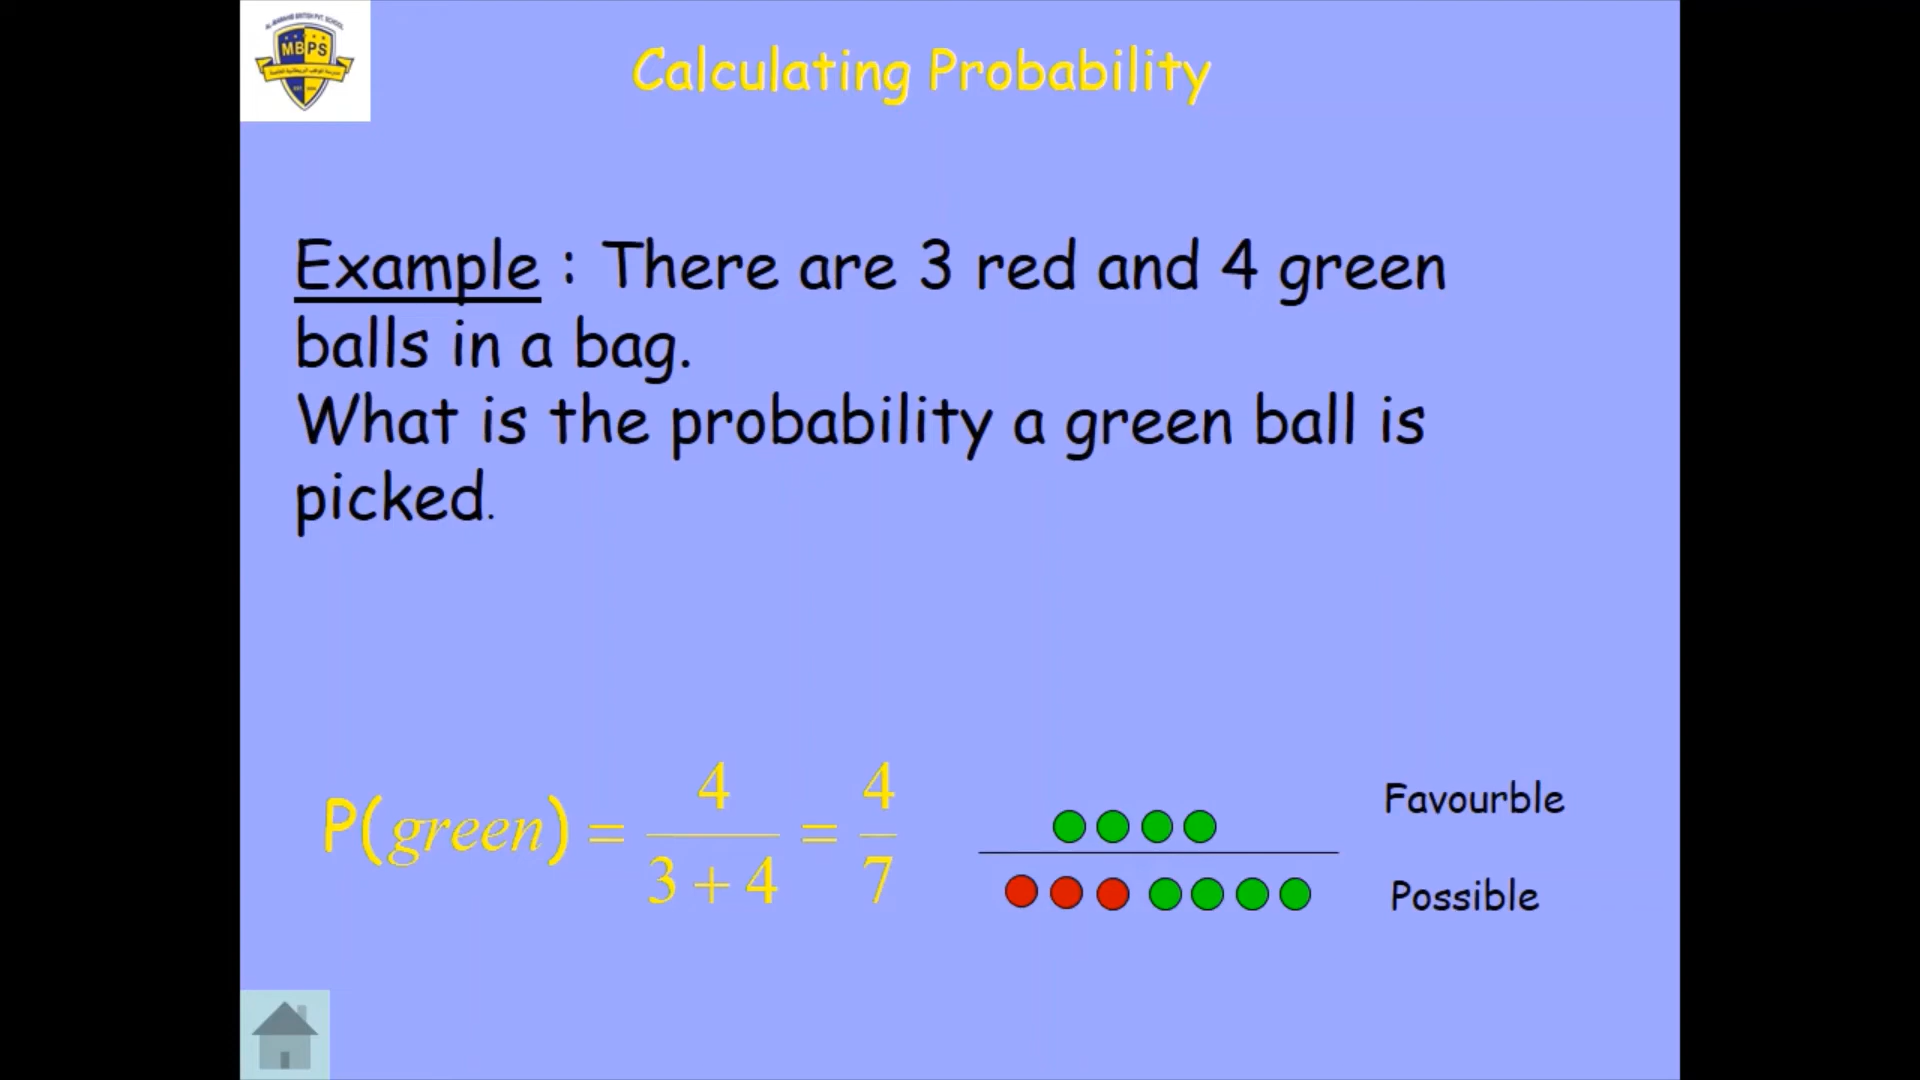 MBPS
Calculating Probability
Example : There are 3 red and 4 green
balls in a bag.
What is the probability a green ball is
picked.
P(green) = 4/(3 + 4) = 4/7
Favourble
Possible